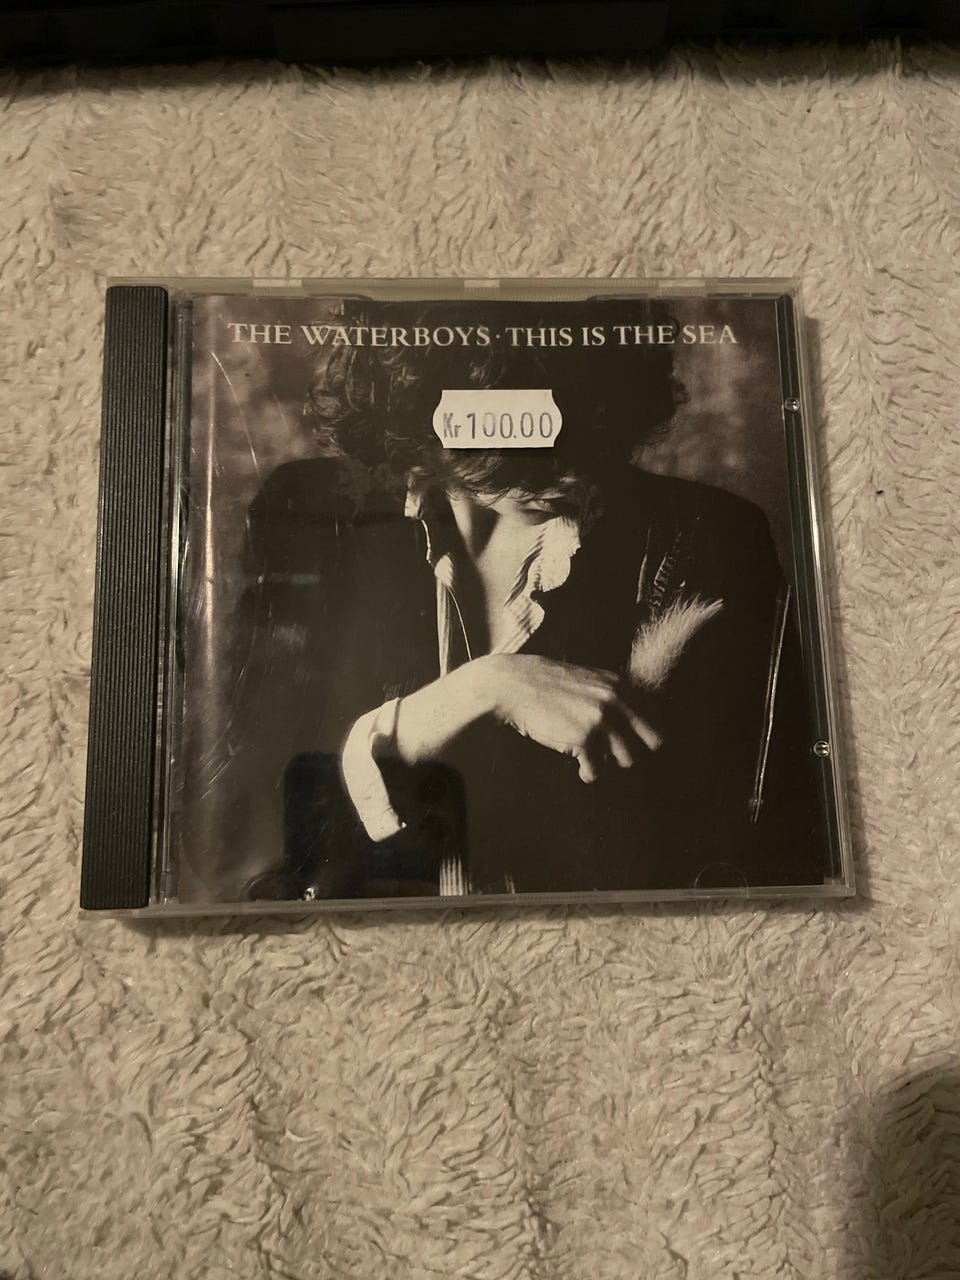 THE WATERBOYS · THIS IS THE SEA
Kr 100.00